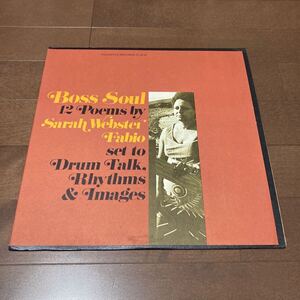 Boss Soul
12 Poems by
Sarah Webster
Fabio
set to
Drum Talk,
Rhythms
& Images